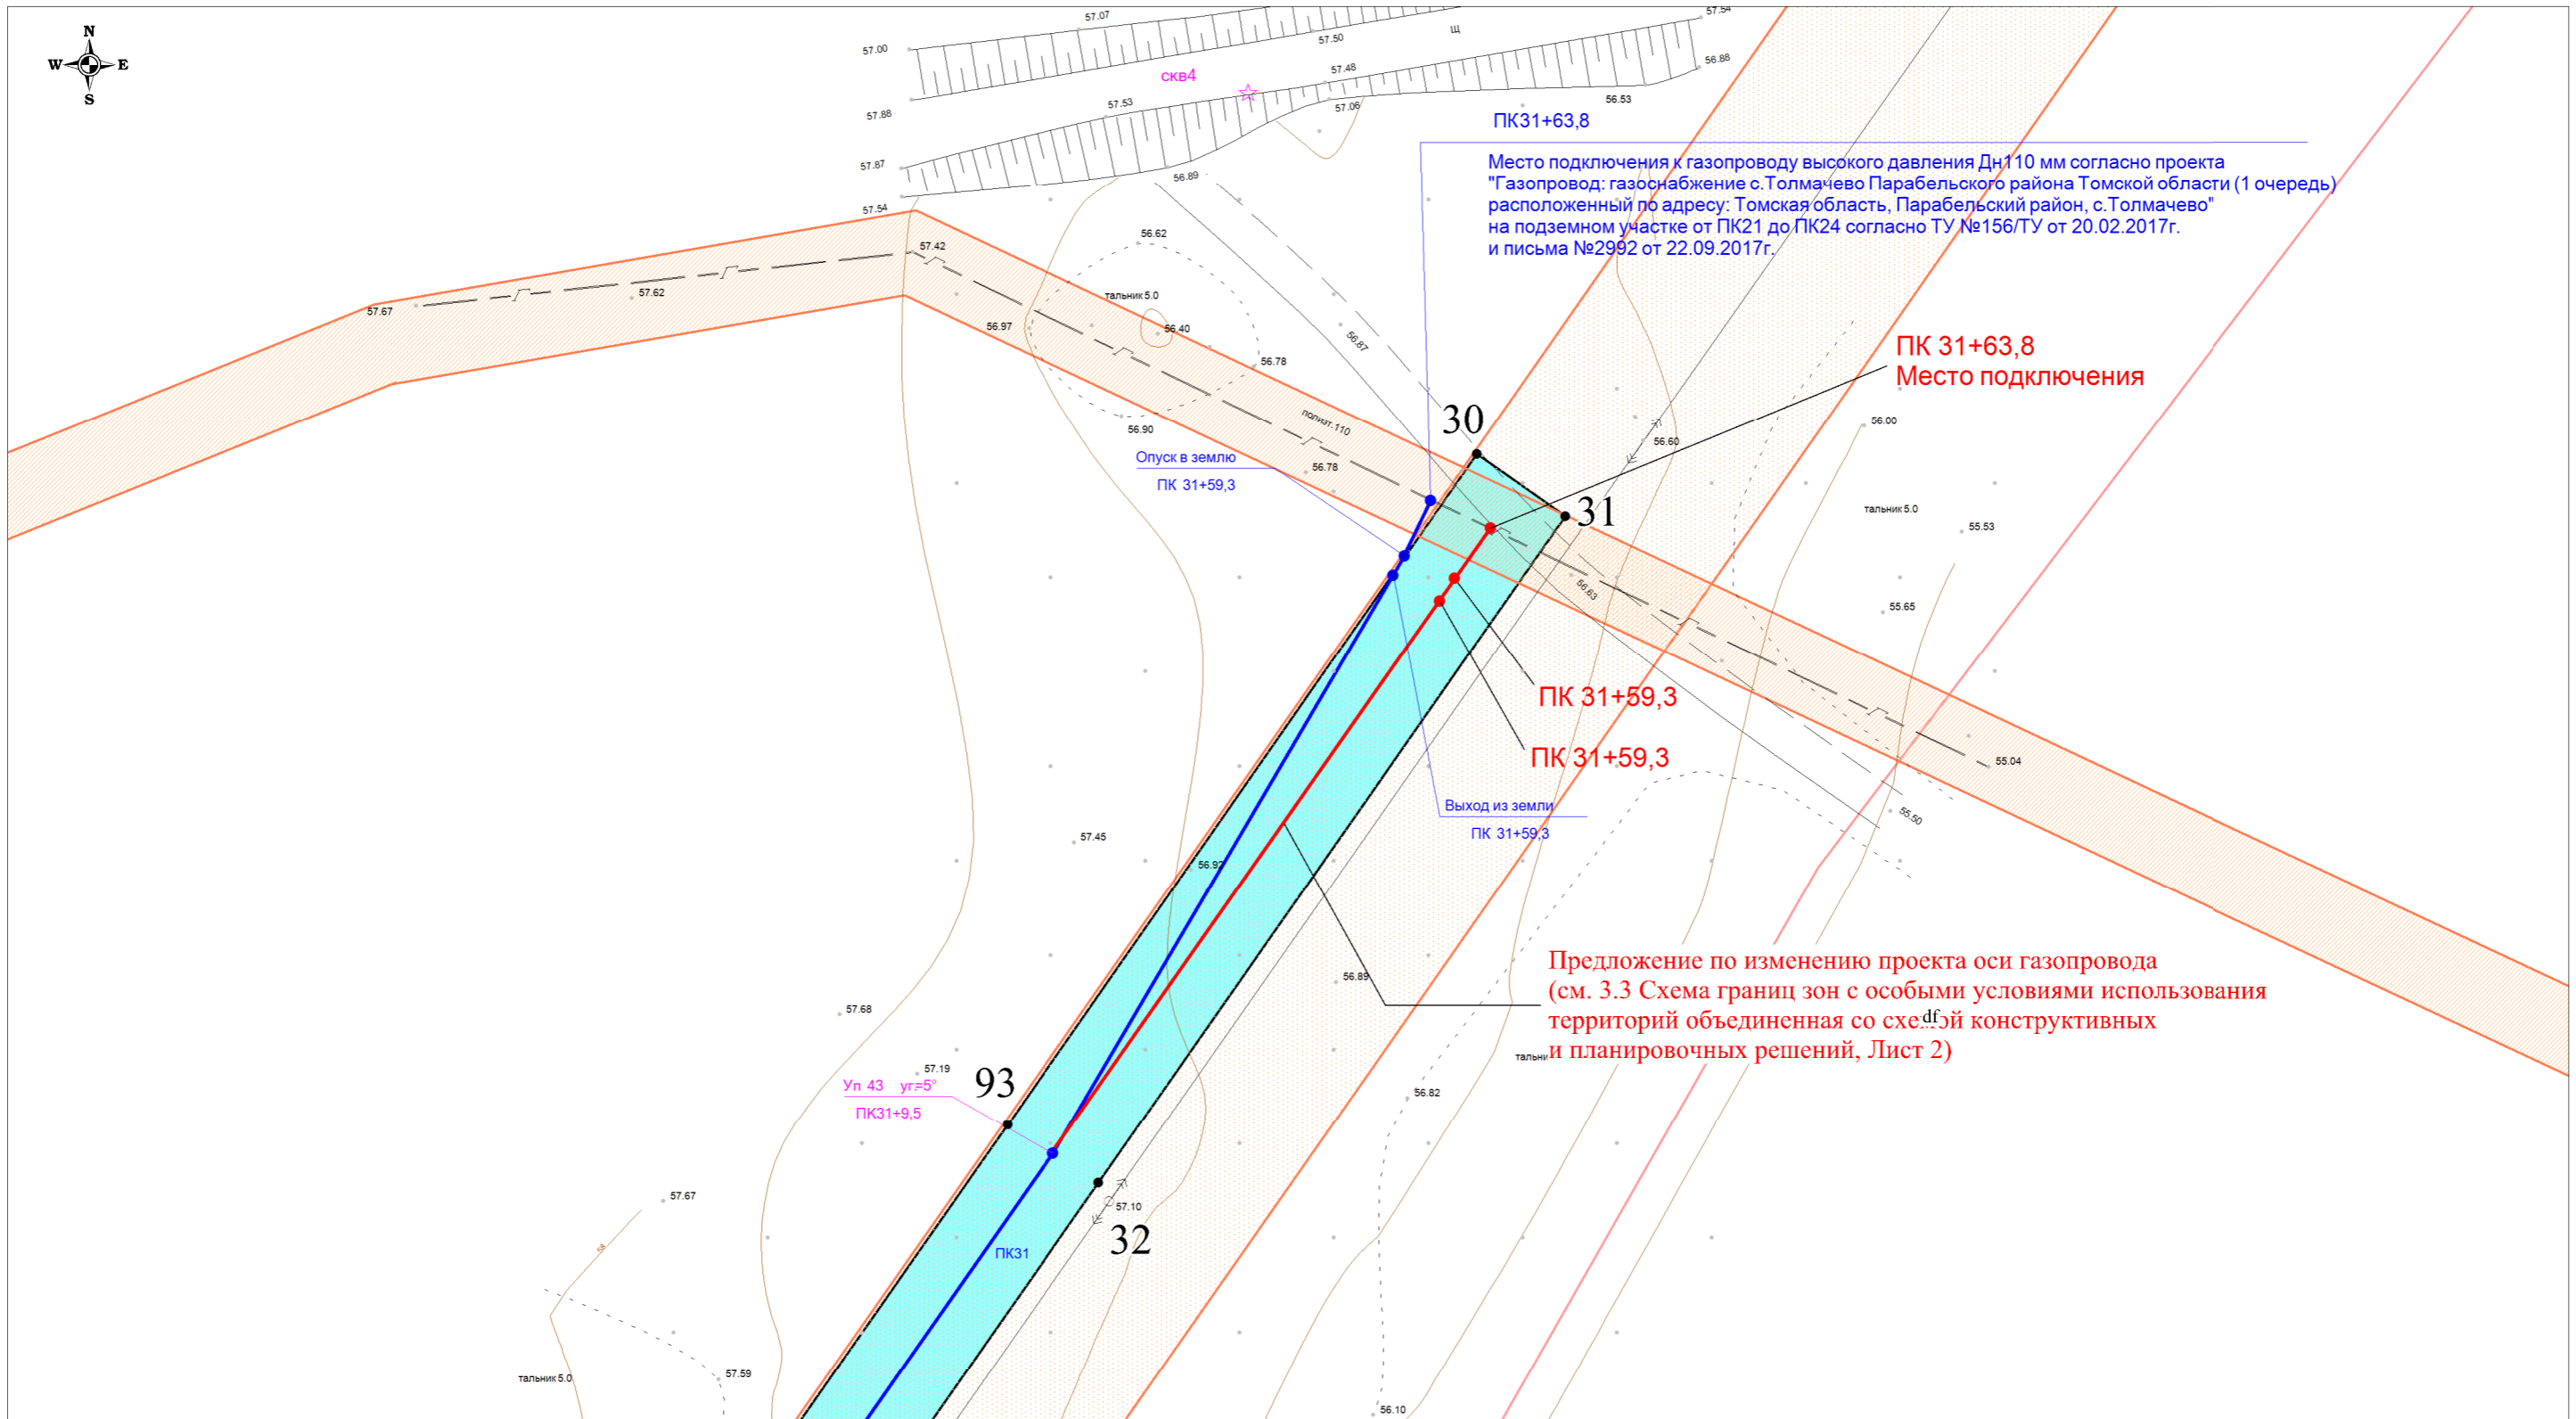 N
W E
S
57.07
57.00
57.50
щ
57.54
скв4
57.48
56.88
57.88
57.53
57.06
56.53
ПК31+63,8
57.87
56.89
57.54
Место подключения к газопроводу высокого давления Дн110 мм согласно проекта
"Газопровод: газоснабжение с.Толмачево Парабельского района Томской области (1 очередь)
расположенный по адресу: Томская область, Парабельский район, с.Толмачево"
на подземном участке от ПК21 до ПК24 согласно ТУ №156/ТУ от 20.02.2017г.
и письма №2992 от 22.09.2017г.
56.62
57.42
57.62
57.67
тальник 5.0
56.97
56.40
56.87
56.78
ПК 31+63,8
Место подключения
30
полиэт.110
56.90
56.00
56.60
Опуск в землю
ПК 31+59,3
56.78
31
тальник 5.0
55.53
56.63
55.65
ПК 31+59,3
ПК 31+59,3
55.04
Выход из земли
ПК 31+59,3
55.50
57.45
56.92
56.89
Предложение по изменению проекта оси газопровода
(см. 3.3 Схема границ зон с особыми условиями использования
территорий объединенная со схемой конструктивных
и планировочных решений, Лист 2)
df
тальни
57.68
57.19
93
Уп 43 уг.=5°
ПК31+9,5
56.82
57.67
57.10
32
58
ПК31
57.59
тальник 5.0
56.10